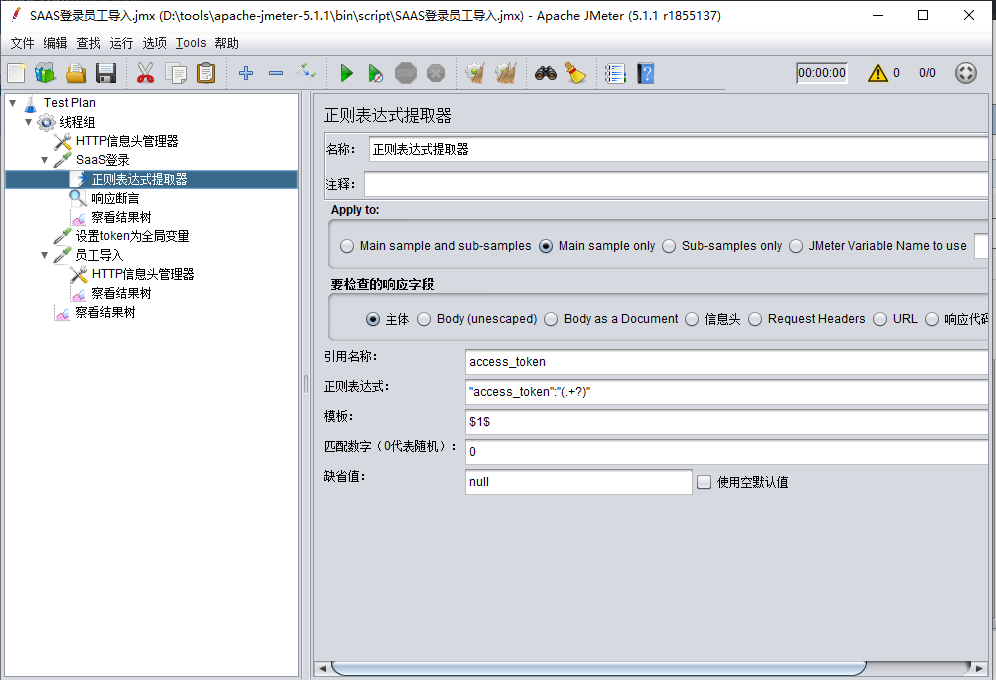 SAAS登录员工导入.jmx (D:\tools\apache-jmeter-5.1.1\bin\script\SAAS登录员工导入.jmx) - Apache JMeter (5.1.1 r1855137)
文件 编辑 查找 运行 选项 Tools 帮助
STOP 00:00:00 0 0/0
Test Plan
线程组
HTTP信息头管理器
SaaS登录
正则表达式提取器
响应断言
察看结果树
设置token为全局变量
员工导入
HTTP信息头管理器
察看结果树
察看结果树
正则表达式提取器
名称: 正则表达式提取器
注释:
Apply to:
Main sample and sub-samples Main sample only Sub-samples only JMeter Variable Name to use
要检查的响应字段
主体 Body (unescaped) Body as a Document 信息头 Request Headers URL 响应代码
引用名称: access_token
正则表达式: "access_token":"(.+?)"
模板: $1$
匹配数字（0代表随机）: 0
缺省值: null 使用空默认值